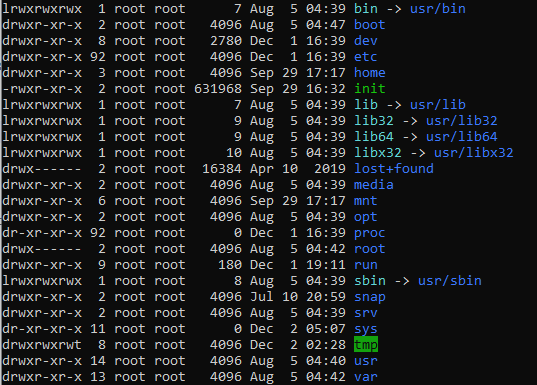 lrwxrwxrwx  1 root root      7 Aug  5 04:39 bin -> usr/bin
drwxr-xr-x  2 root root   4096 Aug  5 04:47 boot
drwxr-xr-x  8 root root   2780 Dec  1 16:39 dev
drwxr-xr-x 92 root root   4096 Dec  1 16:39 etc
drwxr-xr-x  3 root root   4096 Sep 29 17:17 home
-rwxr-xr-x  2 root root 631968 Sep 29 16:32 init
lrwxrwxrwx  1 root root      7 Aug  5 04:39 lib -> usr/lib
lrwxrwxrwx  1 root root      9 Aug  5 04:39 lib32 -> usr/lib32
lrwxrwxrwx  1 root root      9 Aug  5 04:39 lib64 -> usr/lib64
lrwxrwxrwx  1 root root     10 Aug  5 04:39 libx32 -> usr/libx32
drwx------  2 root root  16384 Apr 10  2019 lost+found
drwxr-xr-x  2 root root   4096 Aug  5 04:39 media
drwxr-xr-x  6 root root   4096 Sep 29 17:17 mnt
drwxr-xr-x  2 root root   4096 Aug  5 04:39 opt
dr-xr-xr-x 92 root root      0 Dec  1 16:39 proc
drwx------  2 root root   4096 Aug  5 04:42 root
drwxr-xr-x  9 root root    180 Dec  1 19:11 run
lrwxrwxrwx  1 root root      8 Aug  5 04:39 sbin -> usr/sbin
drwxr-xr-x  2 root root   4096 Jul 10 20:59 snap
drwxr-xr-x  2 root root   4096 Aug  5 04:39 srv
dr-xr-xr-x 11 root root      0 Dec  2 05:07 sys
drwxrwxrwt  8 root root   4096 Dec  2 02:28 tmp
drwxr-xr-x 14 root root   4096 Aug  5 04:40 usr
drwxr-xr-x 13 root root   4096 Aug  5 04:42 var